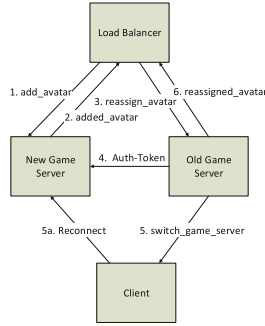 Load Balancer
1. add_avatar
6. reassigned_avatar
3. reassign_avatar
2. added_avatar
New Game
Server
4. Auth-Token
Old Game
Server
5a. Reconnect
5. switch_game_server
Client